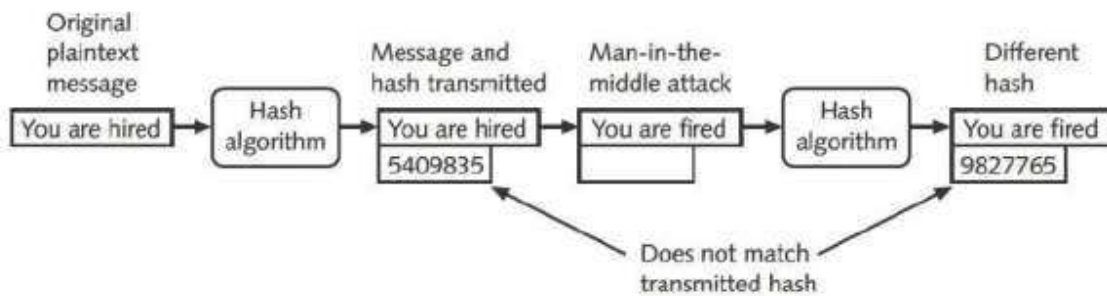 Original
plaintext
message
You are hired
Hash
algorithm
Message and
hash transmitted
You are hired
5409835
Man-in-the-
middle attack
You are fired
Hash
algorithm
Different
hash
You are fired
9827765
Does not match
transmitted hash